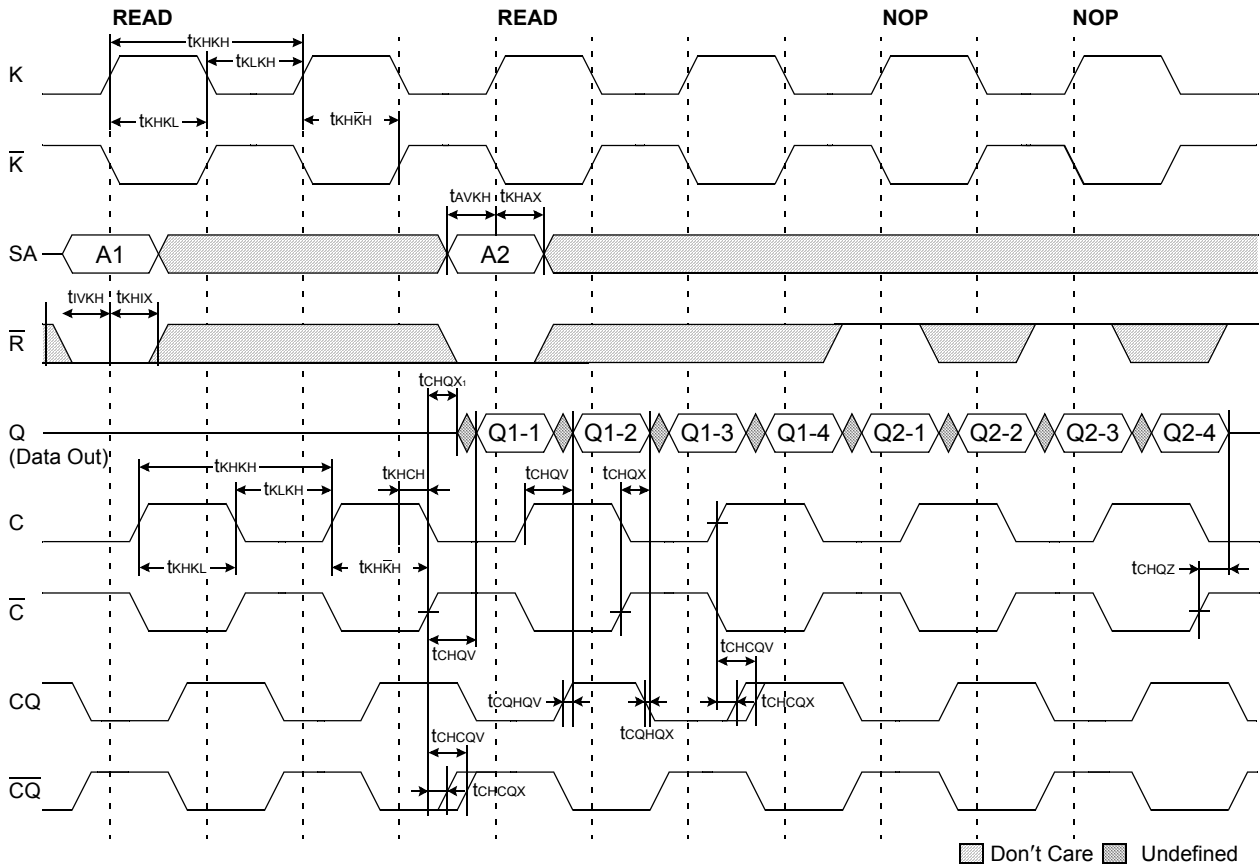 READ READ NOP NOP
tKHKH
tKLKH
K
tKHKL tKHK̅H
K̅
tAVKH tKHAX
SA A1 A2
tIVKH tKHIX
R̅
tCHQX1
Q Q1-1 Q1-2 Q1-3 Q1-4 Q2-1 Q2-2 Q2-3 Q2-4
(Data Out)
tKHKH tKHCH tCHQV tCHQX
tKLKH
C
tKHKL tKHK̅H tCHQZ
C̅
tCHQV tCHCQV
CQ tCQHQV tCHCQX
tCQHQX
tCHCQV
C̅Q̅ tCHCQX
Don't Care Undefined